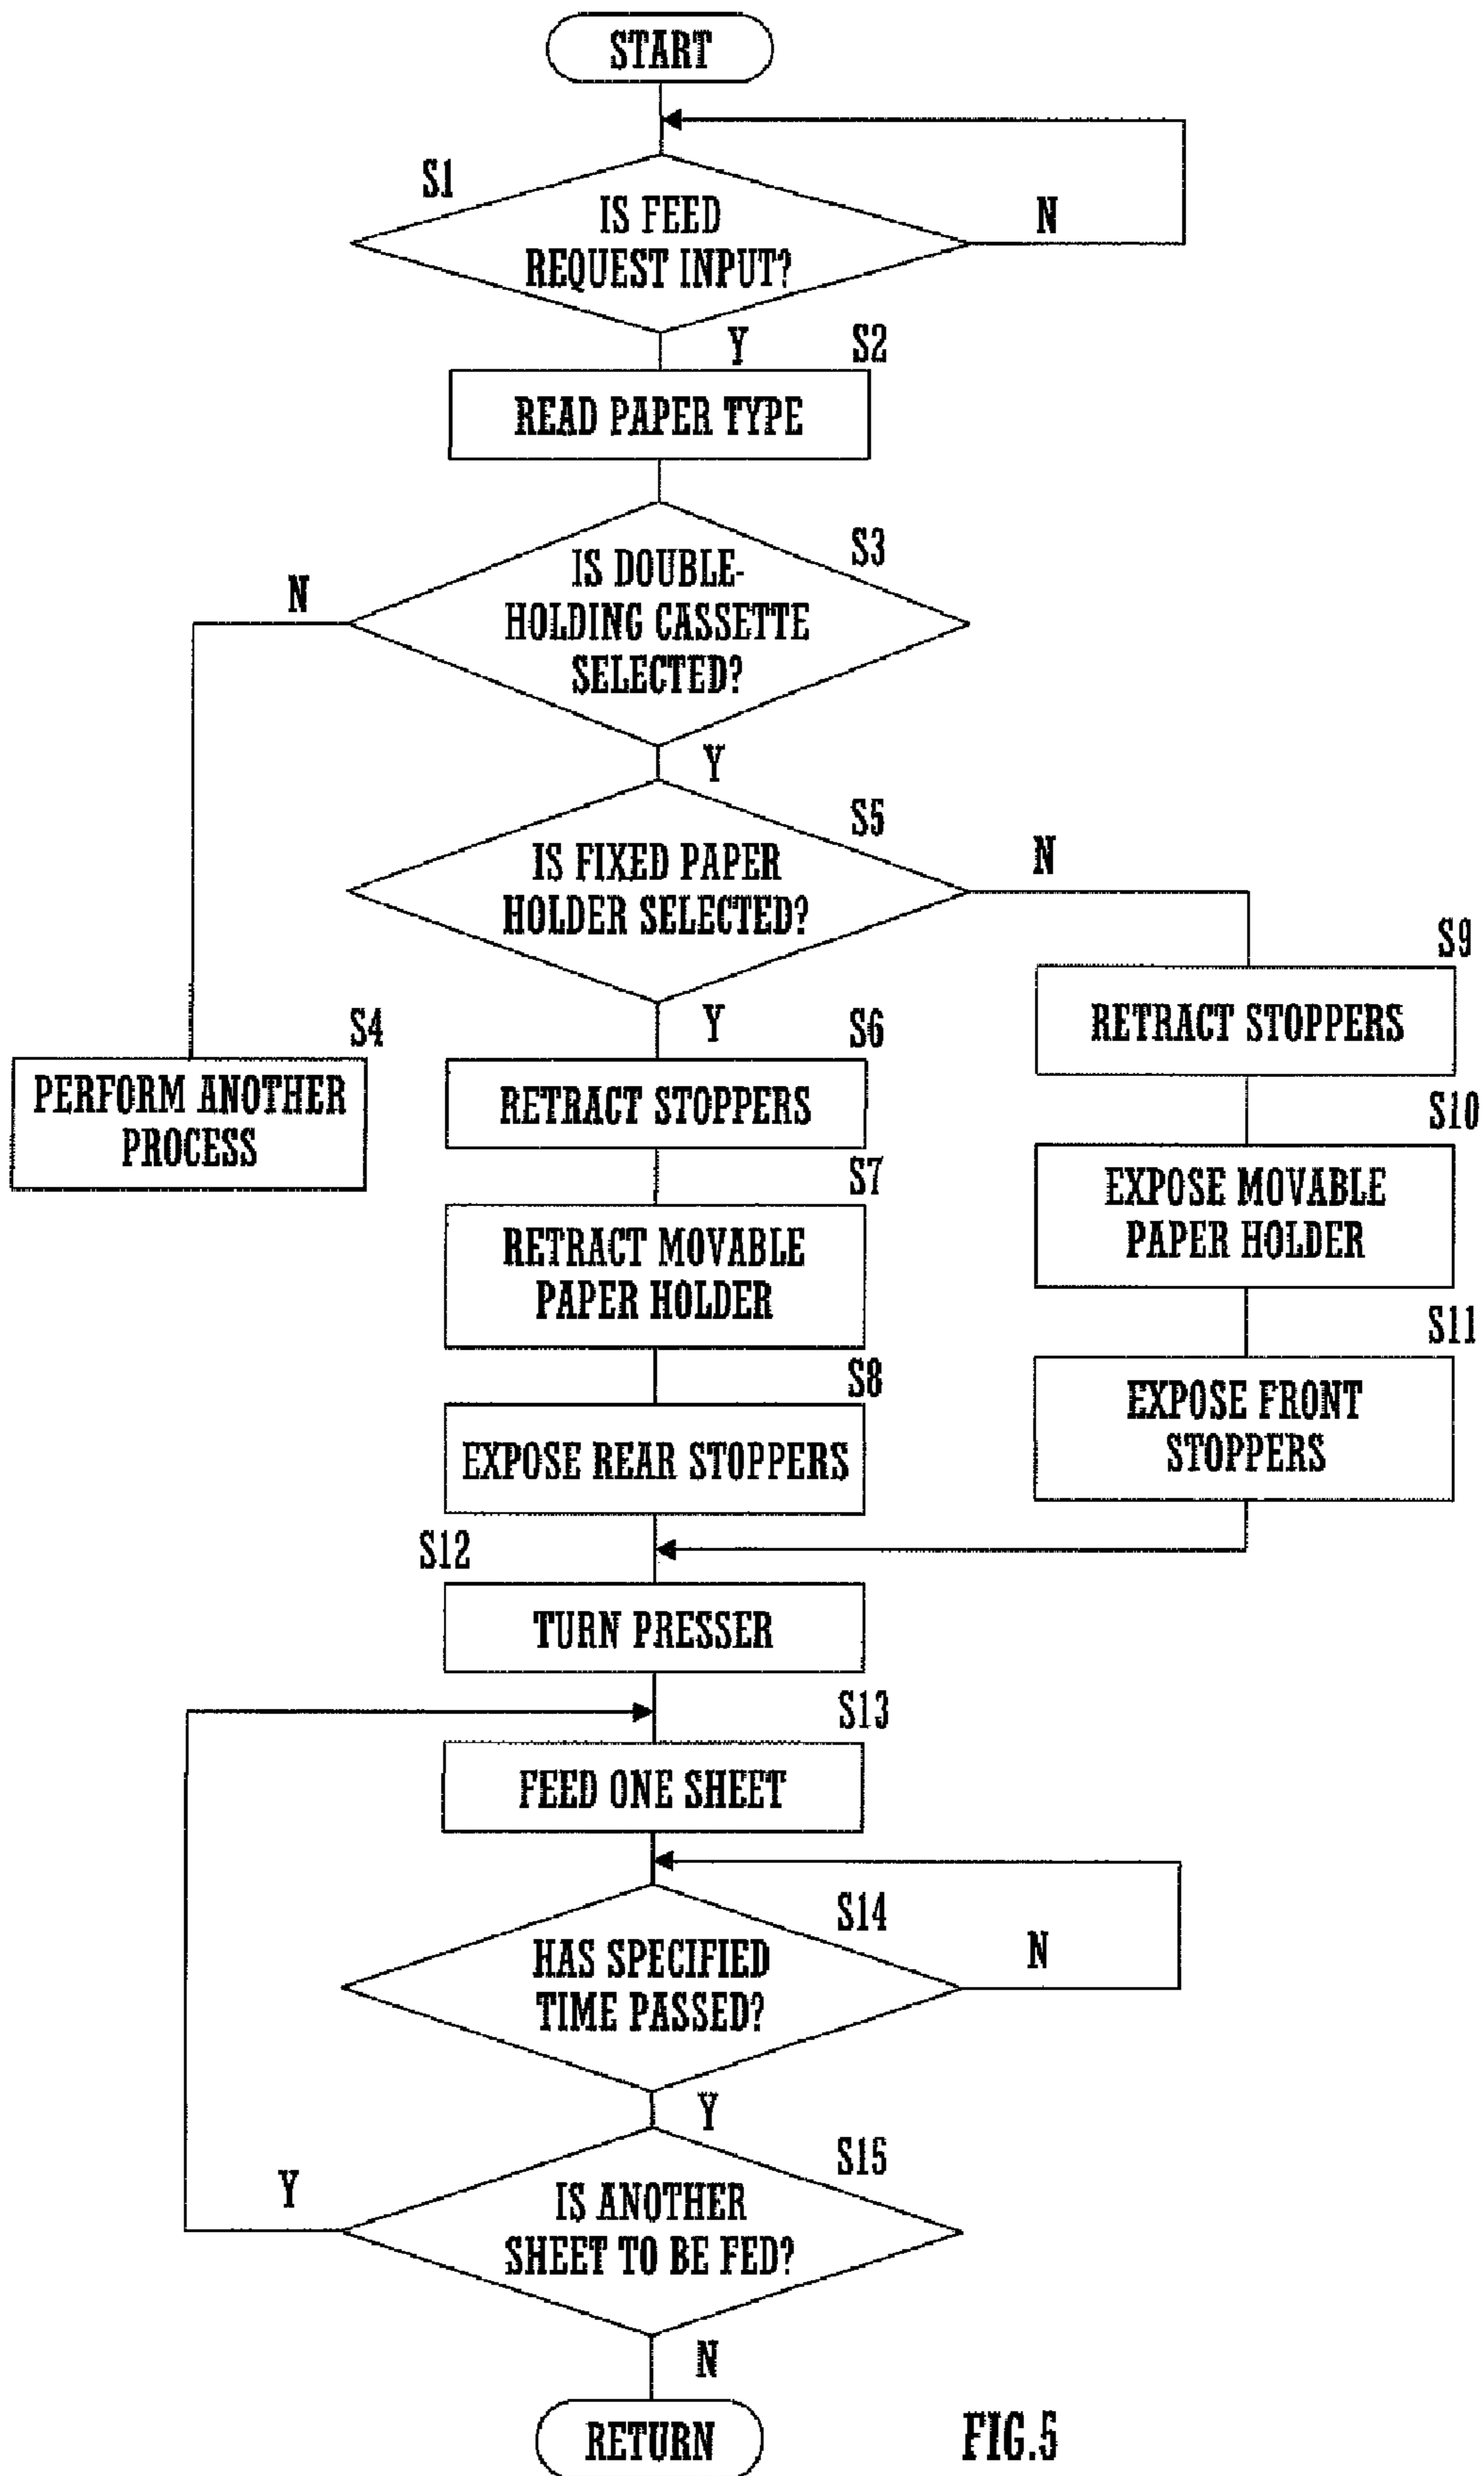 START
S1
IS FEED
REQUEST INPUT?
N
Y
S2
READ PAPER TYPE
S3
IS DOUBLE-
HOLDING CASSETTE
SELECTED?
N
Y
S5
IS FIXED PAPER
HOLDER SELECTED?
N
Y
S4
PERFORM ANOTHER
PROCESS
S6
RETRACT STOPPERS
S7
RETRACT MOVABLE
PAPER HOLDER
S8
EXPOSE REAR STOPPERS
S9
RETRACT STOPPERS
S10
EXPOSE MOVABLE
PAPER HOLDER
S11
EXPOSE FRONT
STOPPERS
S12
TURN PRESSER
S13
FEED ONE SHEET
S14
HAS SPECIFIED
TIME PASSED?
N
Y
S15
IS ANOTHER
SHEET TO BE FED?
Y
N
RETURN
FIG.5